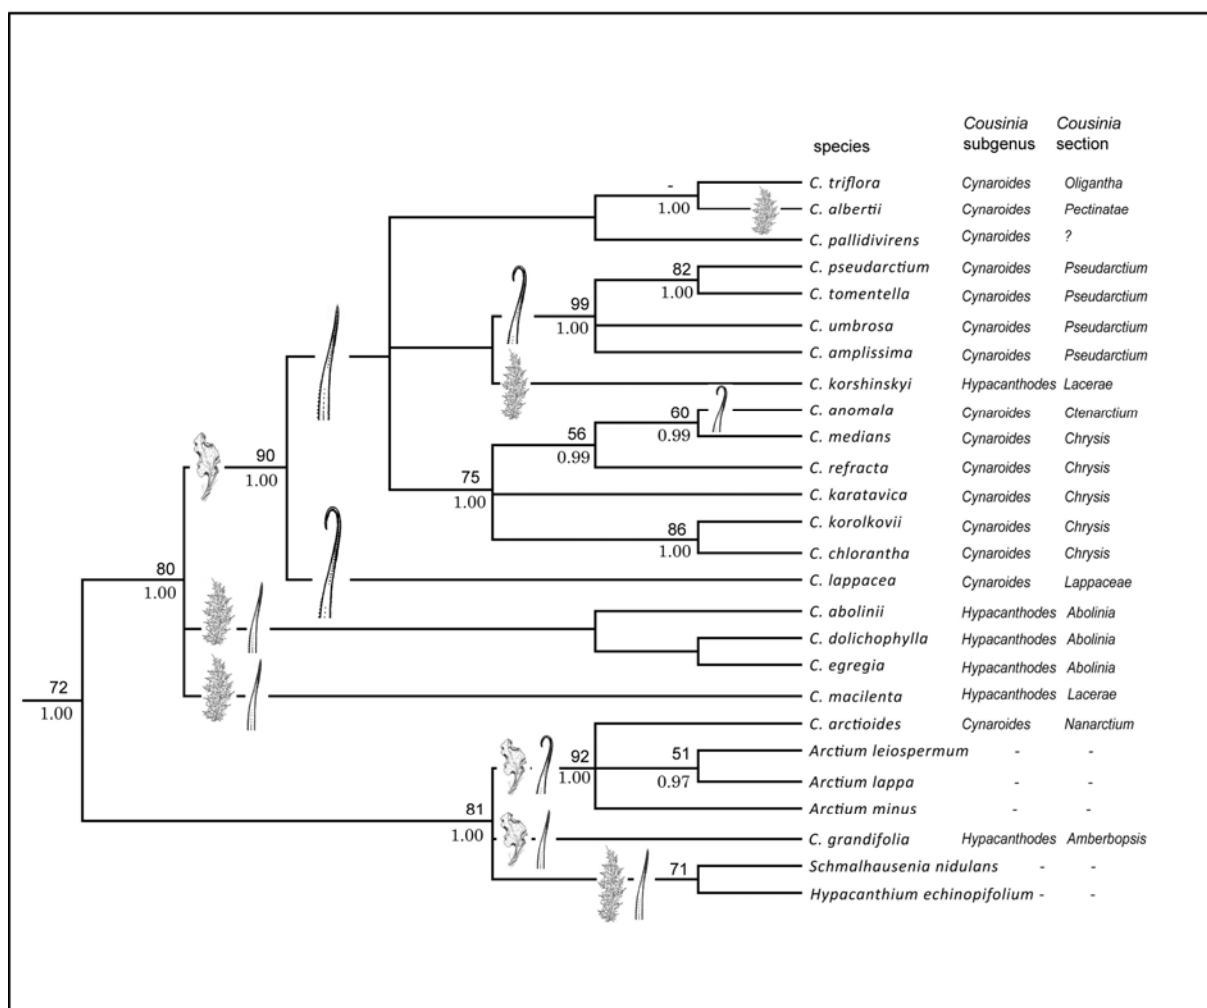 Cousinia Cousinia
species subgenus section
C. triflora Cynaroides Oligantha
-
1.00
C. albertii Cynaroides Pectinatae
C. pallidivirens Cynaroides ?
C. pseudarctium Cynaroides Pseudarctium
82
1.00
C. tomentella Cynaroides Pseudarctium
99
1.00
C. umbrosa Cynaroides Pseudarctium
C. amplissima Cynaroides Pseudarctium
C. korshinskyi Hypacanthodes Lacerae
C. anomala Cynaroides Ctenarctium
60
0.99
C. medians Cynaroides Chrysis
56
0.99
C. refracta Cynaroides Chrysis
90
1.00
75
1.00
C. karatavica Cynaroides Chrysis
C. korolkovii Cynaroides Chrysis
86
1.00
C. chlorantha Cynaroides Chrysis
80
1.00
C. lappacea Cynaroides Lappaceae
C. abolinii Hypacanthodes Abolinia
C. dolichophylla Hypacanthodes Abolinia
C. egregia Hypacanthodes Abolinia
72
1.00
C. macilenta Hypacanthodes Lacerae
C. arctioides Cynaroides Nanarctium
Arctium leiospermum - -
92
1.00
51
0.97
Arctium lappa - -
Arctium minus - -
81
1.00
C. grandifolia Hypacanthodes Amberbopsis
Schmalhausenia nidulans - -
71
Hypacanthium echinopifolium - -